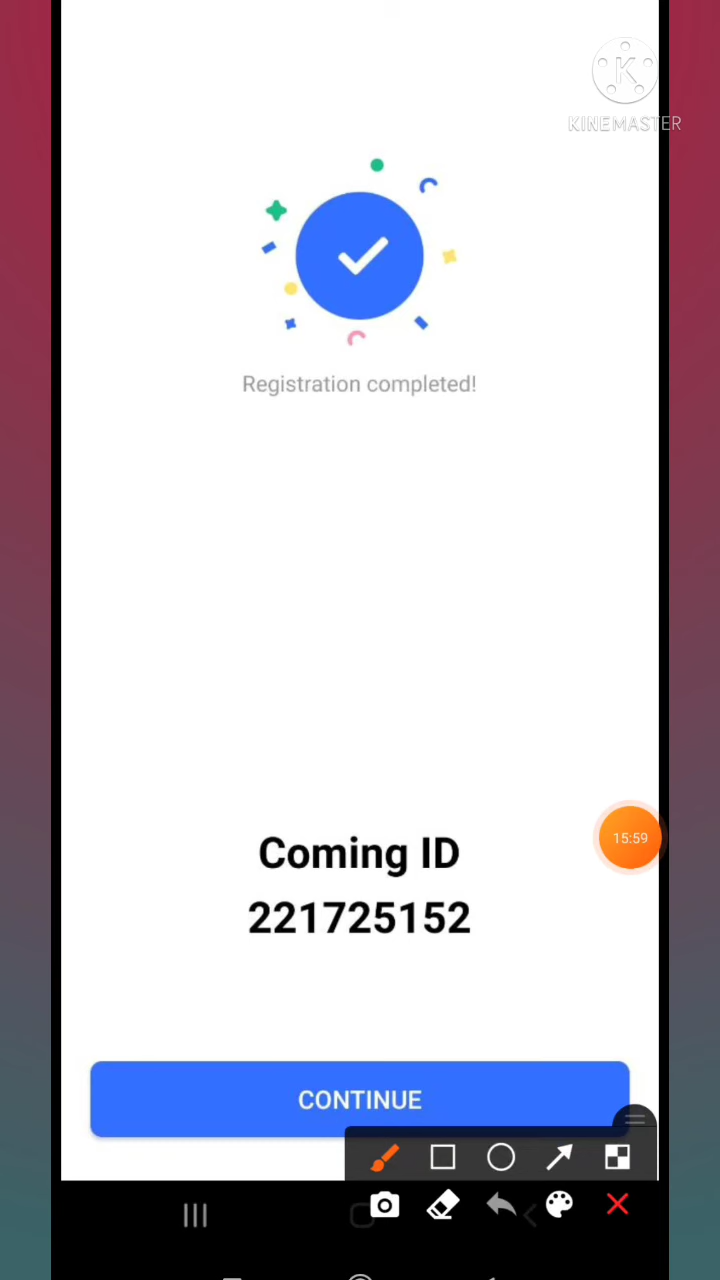 K
KINEMASTER
Registration completed!
15:59
Coming ID
221725152
CONTINUE